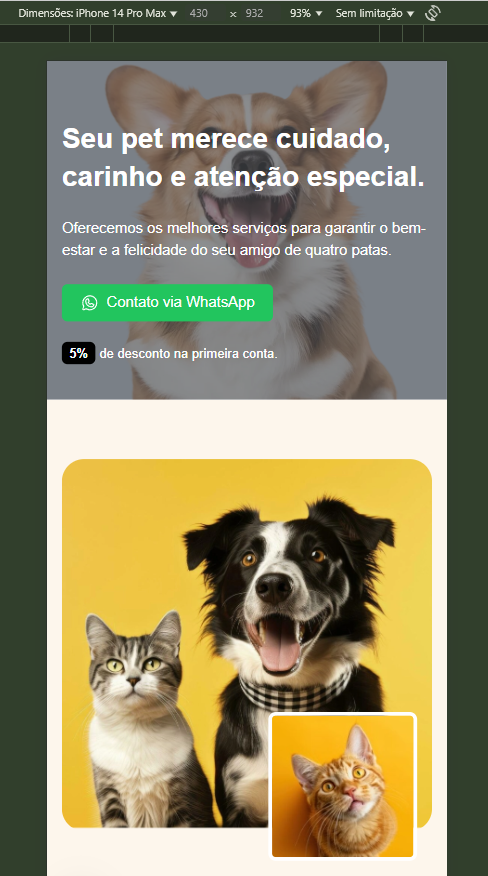 Dimensões: iPhone 14 Pro Max ▼ 430 × 932 93% ▼ Sem limitação ▼
Seu pet merece cuidado,
carinho e atenção especial.
Oferecemos os melhores serviços para garantir o bem-
estar e a felicidade do seu amigo de quatro patas.
Contato via WhatsApp
5% de desconto na primeira conta.